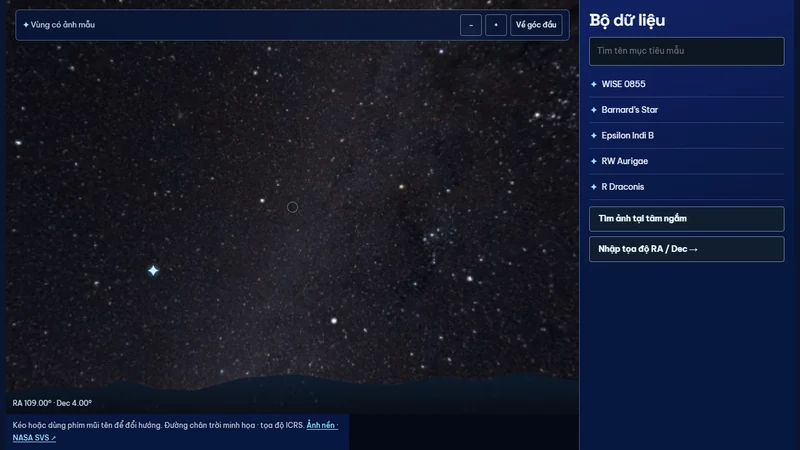 ✦ Vùng có ảnh mẫu
−
+
Về góc đầu
Bộ dữ liệu
Tìm tên mục tiêu mẫu
✦ WISE 0855
✦ Barnard's Star
✦ Epsilon Indi B
✦ RW Aurigae
✦ R Draconis
Tìm ảnh tại tâm ngắm
Nhập tọa độ RA / Dec →
RA 109.00° · Dec 4.00°
Kéo hoặc dùng phím mũi tên để đổi hướng. Đường chân trời minh họa · tọa độ ICRS. Ảnh nền ·
NASA SVS ↗